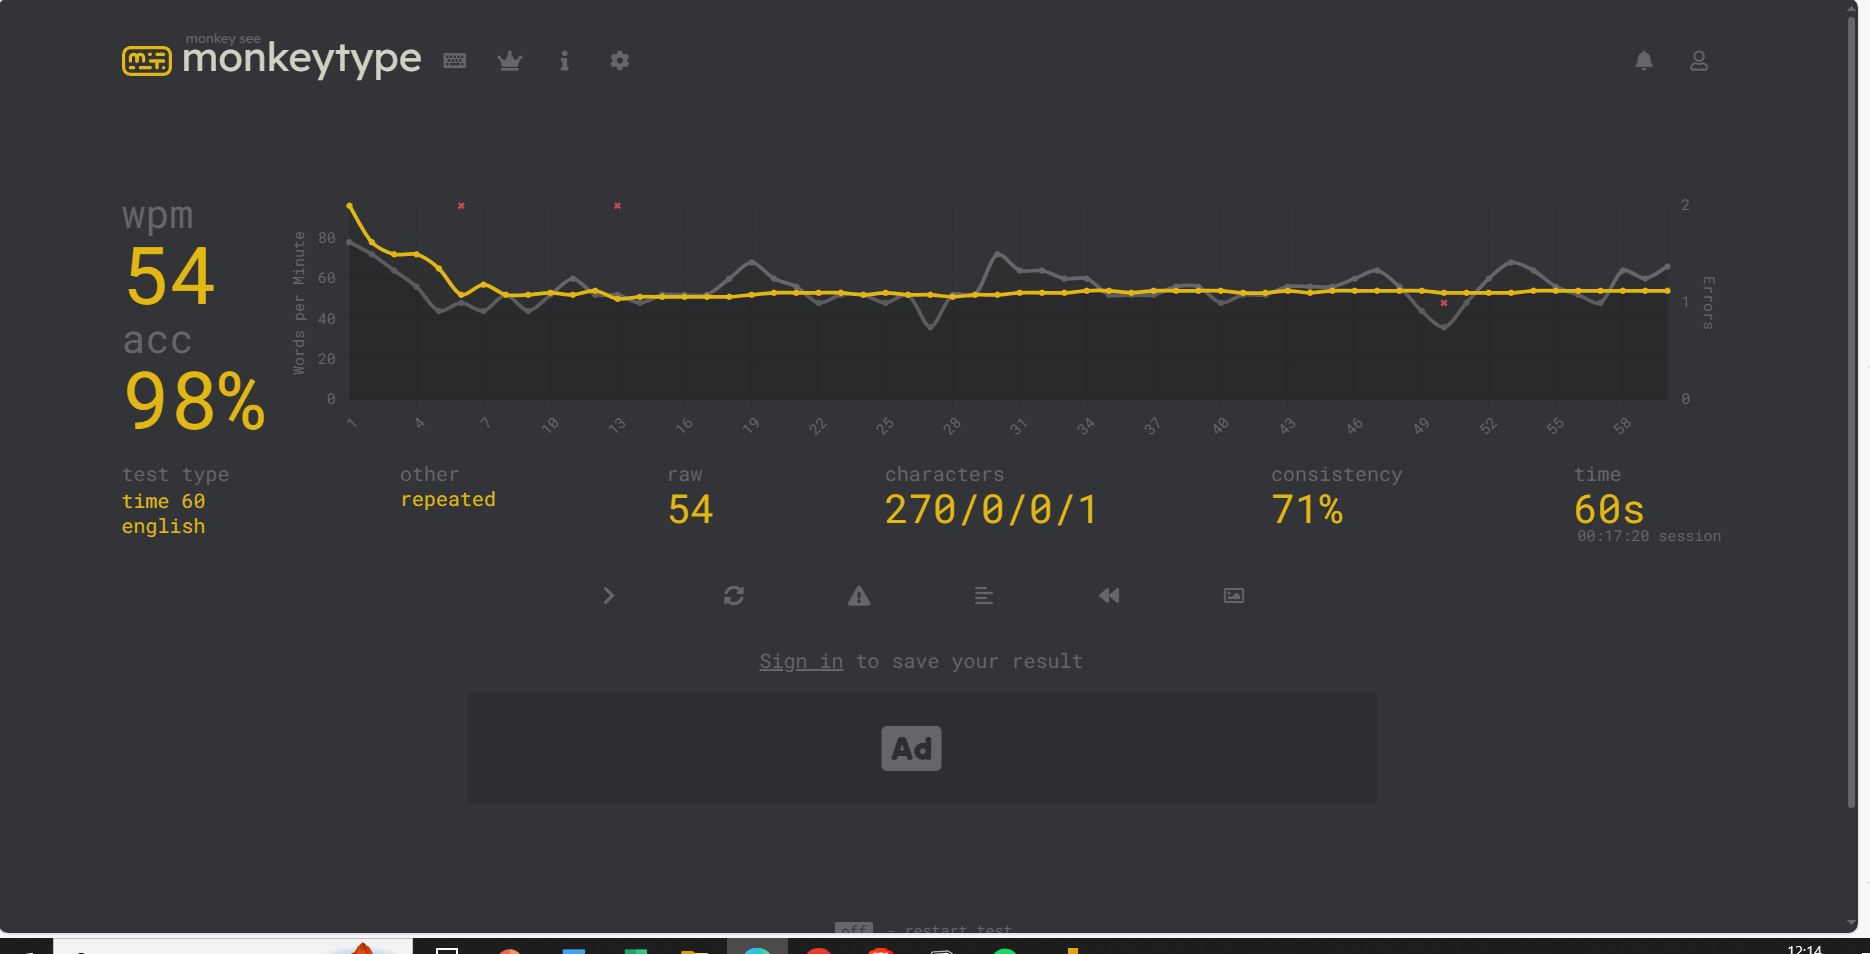 monkey see
monkeytype
wpm
54
acc
98%
Words per Minute
80
60
40
20
0
2
1
0
Errors
1 4 7 10 13 16 19 22 25 28 31 34 37 40 43 46 49 52 55 58
test type
time 60
english
other
repeated
raw
54
characters
270/0/0/1
consistency
71%
time
60s
00:17:20 session
Sign in to save your result
Ad
off - restart test
12:14